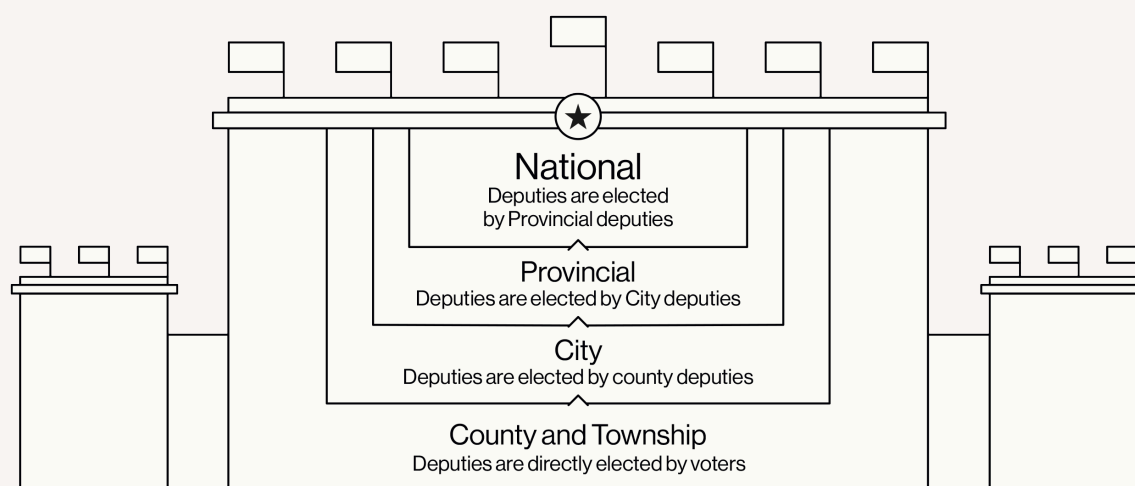 National
Deputies are elected
by Provincial deputies
Provincial
Deputies are elected by City deputies
City
Deputies are elected by county deputies
County and Township
Deputies are directly elected by voters